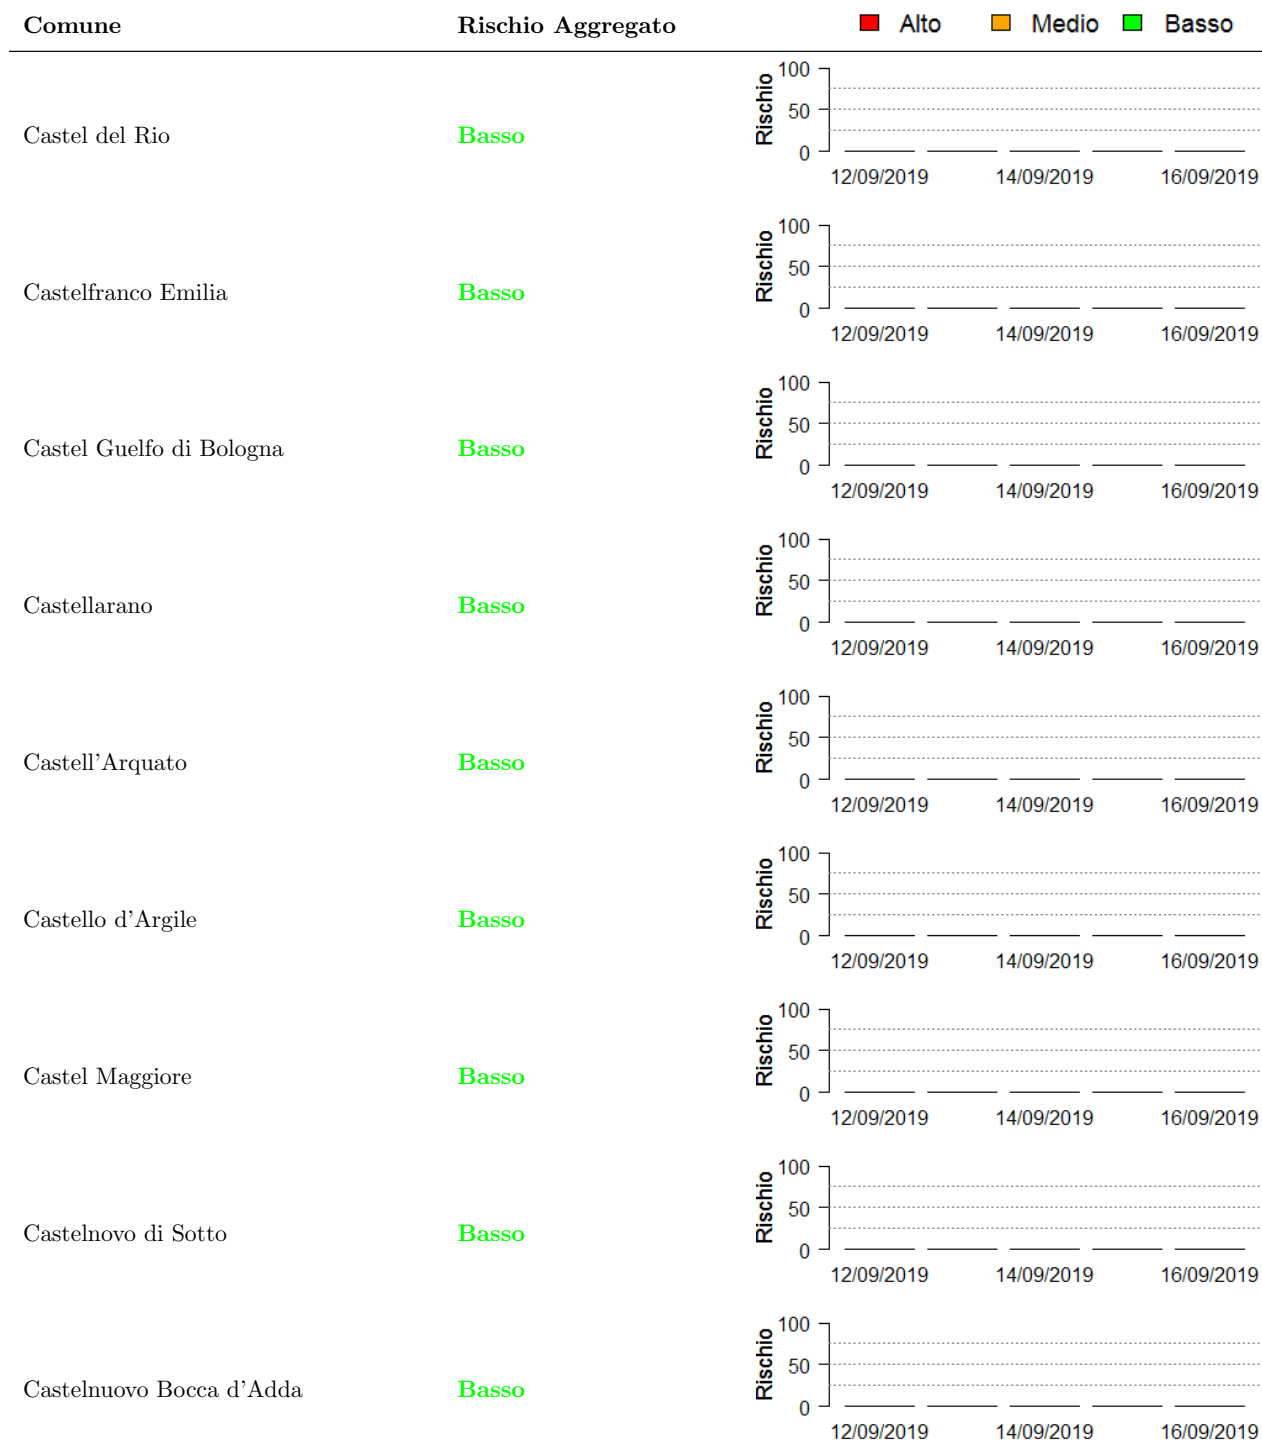 Comune Rischio Aggregato Alto Medio Basso
Castel del Rio Basso
Rischio
100
50
0
12/09/2019 14/09/2019 16/09/2019
Castelfranco Emilia Basso
Rischio
100
50
0
12/09/2019 14/09/2019 16/09/2019
Castel Guelfo di Bologna Basso
Rischio
100
50
0
12/09/2019 14/09/2019 16/09/2019
Castellarano Basso
Rischio
100
50
0
12/09/2019 14/09/2019 16/09/2019
Castell'Arquato Basso
Rischio
100
50
0
12/09/2019 14/09/2019 16/09/2019
Castello d'Argile Basso
Rischio
100
50
0
12/09/2019 14/09/2019 16/09/2019
Castel Maggiore Basso
Rischio
100
50
0
12/09/2019 14/09/2019 16/09/2019
Castelnovo di Sotto Basso
Rischio
100
50
0
12/09/2019 14/09/2019 16/09/2019
Castelnuovo Bocca d'Adda Basso
Rischio
100
50
0
12/09/2019 14/09/2019 16/09/2019